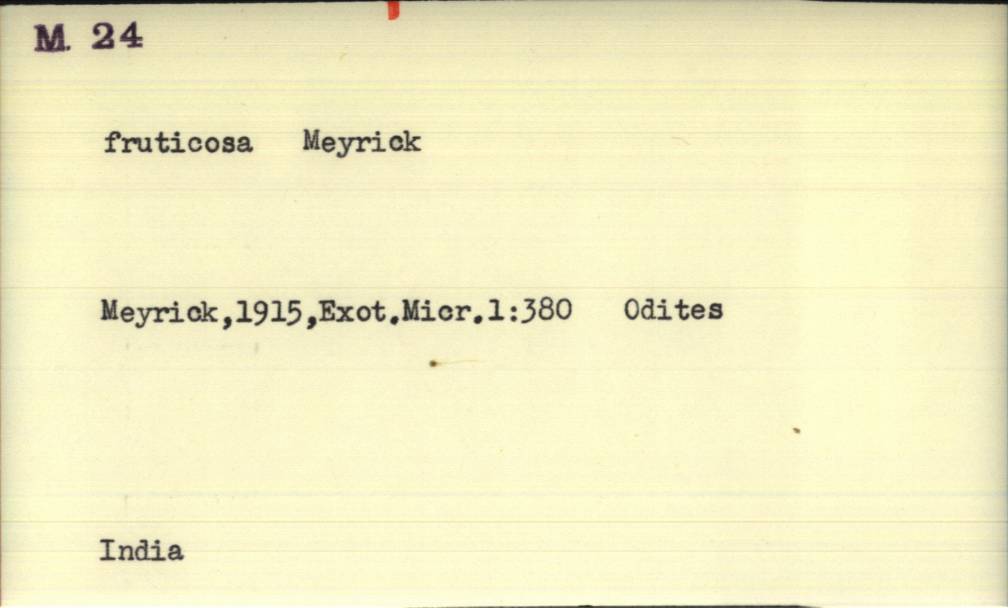 M. 24
fruticosa Meyrick
Meyrick,1915,Exot.Micr.1:380 Odites
India